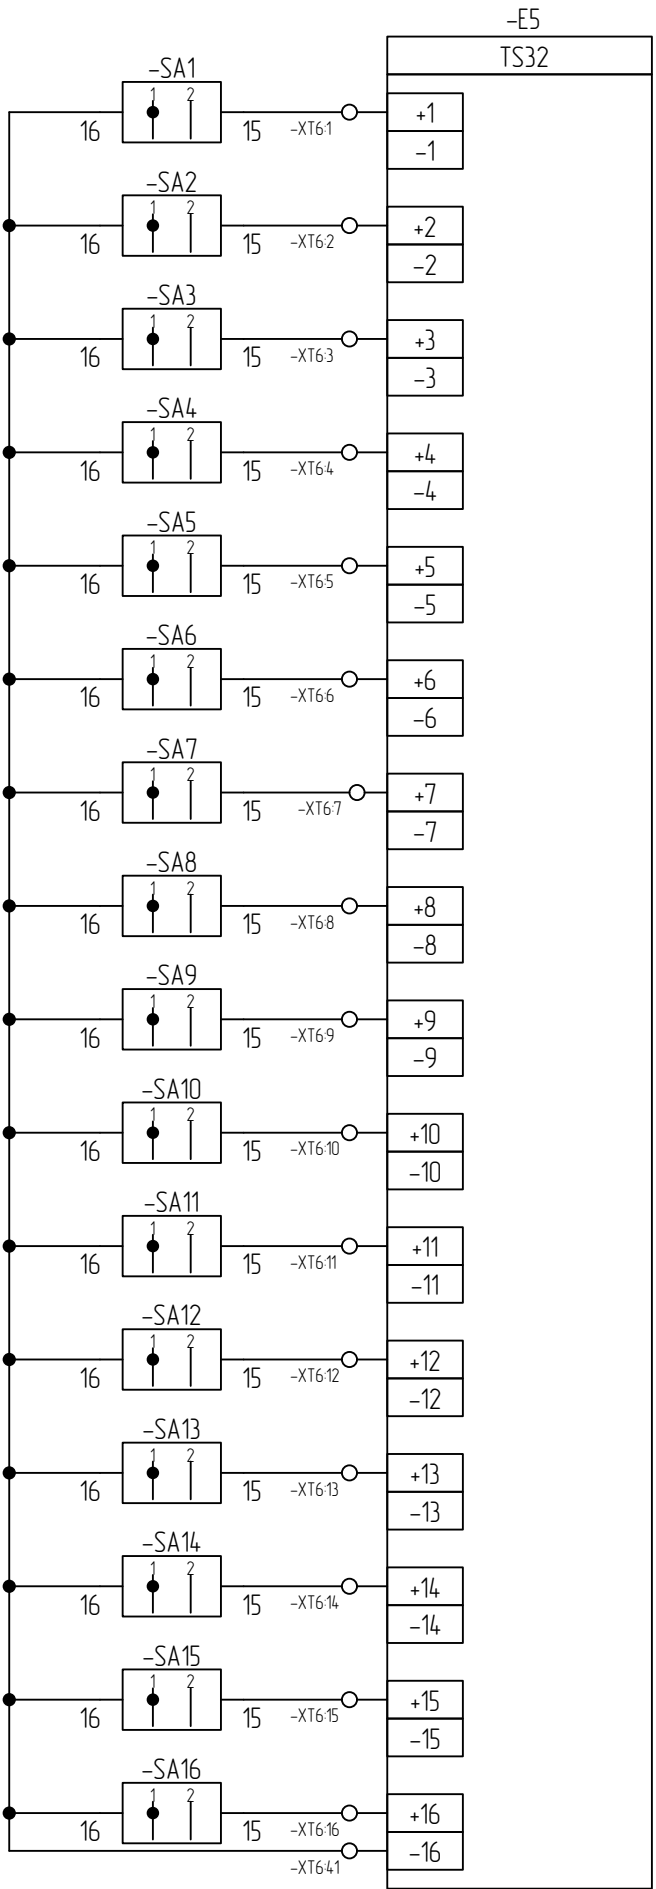 -E5
TS32
-SA1
1 2
16 15 -XT6:1 +1
-1
-SA2
1 2
16 15 -XT6:2 +2
-2
-SA3
1 2
16 15 -XT6:3 +3
-3
-SA4
1 2
16 15 -XT6:4 +4
-4
-SA5
1 2
16 15 -XT6:5 +5
-5
-SA6
1 2
16 15 -XT6:6 +6
-6
-SA7
1 2
16 15 -XT6:7 +7
-7
-SA8
1 2
16 15 -XT6:8 +8
-8
-SA9
1 2
16 15 -XT6:9 +9
-9
-SA10
1 2
16 15 -XT6:10 +10
-10
-SA11
1 2
16 15 -XT6:11 +11
-11
-SA12
1 2
16 15 -XT6:12 +12
-12
-SA13
1 2
16 15 -XT6:13 +13
-13
-SA14
1 2
16 15 -XT6:14 +14
-14
-SA15
1 2
16 15 -XT6:15 +15
-15
-SA16
1 2
16 15 -XT6:16 +16
-XT6:41 -16